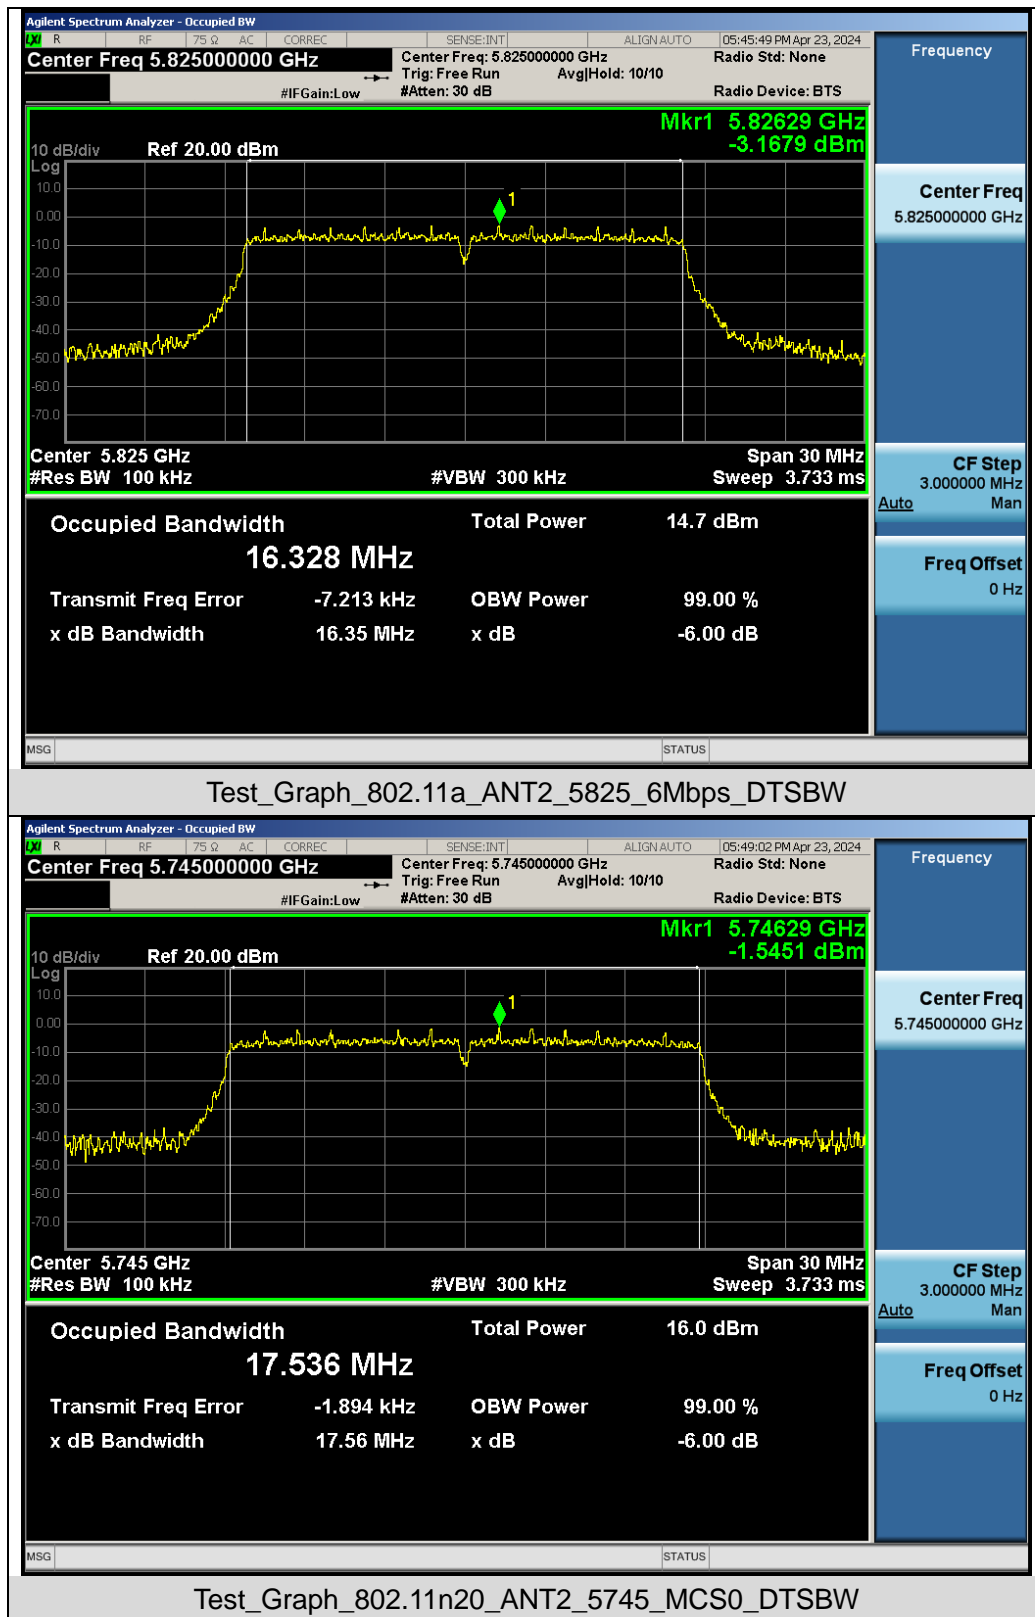 Agilent Spectrum Analyzer - Occupied BW
LXI R RF 75 Ω AC CORREC SENSE:INT ALIGN AUTO 05:45:49 PM Apr 23, 2024
Center Freq 5.825000000 GHz
Center Freq: 5.825000000 GHz
Radio Std: None
Trig: Free Run Avg|Hold: 10/10
#IFGain:Low
#Atten: 30 dB
Radio Device: BTS
Frequency
Mkr1 5.82629 GHz
-3.1679 dBm
10 dB/div Ref 20.00 dBm
Log
10.0
0.00
-10.0
-20.0
-30.0
-40.0
-50.0
-60.0
-70.0
1
Center Freq
5.825000000 GHz
Center 5.825 GHz
Span 30 MHz
#Res BW 100 kHz
#VBW 300 kHz
Sweep 3.733 ms
CF Step
3.000000 MHz
Auto Man
Occupied Bandwidth
16.328 MHz
Total Power 14.7 dBm
Transmit Freq Error -7.213 kHz
OBW Power 99.00 %
x dB Bandwidth 16.35 MHz
x dB -6.00 dB
Freq Offset
0 Hz
MSG STATUS
Test_Graph_802.11a_ANT2_5825_6Mbps_DTSBW
Agilent Spectrum Analyzer - Occupied BW
LXI R RF 75 Ω AC CORREC SENSE:INT ALIGN AUTO 05:49:02 PM Apr 23, 2024
Center Freq 5.745000000 GHz
Center Freq: 5.745000000 GHz
Radio Std: None
Trig: Free Run Avg|Hold: 10/10
#IFGain:Low
#Atten: 30 dB
Radio Device: BTS
Frequency
Mkr1 5.74629 GHz
-1.5451 dBm
10 dB/div Ref 20.00 dBm
Log
10.0
0.00
-10.0
-20.0
-30.0
-40.0
-50.0
-60.0
-70.0
1
Center Freq
5.745000000 GHz
Center 5.745 GHz
Span 30 MHz
#Res BW 100 kHz
#VBW 300 kHz
Sweep 3.733 ms
CF Step
3.000000 MHz
Auto Man
Occupied Bandwidth
17.536 MHz
Total Power 16.0 dBm
Transmit Freq Error -1.894 kHz
OBW Power 99.00 %
x dB Bandwidth 17.56 MHz
x dB -6.00 dB
Freq Offset
0 Hz
MSG STATUS
Test_Graph_802.11n20_ANT2_5745_MCS0_DTSBW